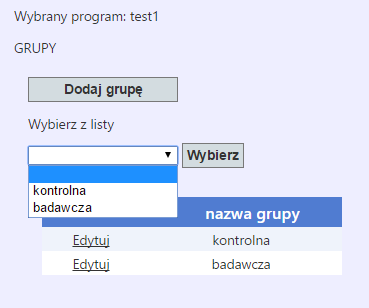 Wybrany program: test1
GRUPY
Dodaj grupę
Wybierz z listy
Wybierz
kontrolna
badawcza
nazwa grupy
Edytuj kontrolna
Edytuj badawcza